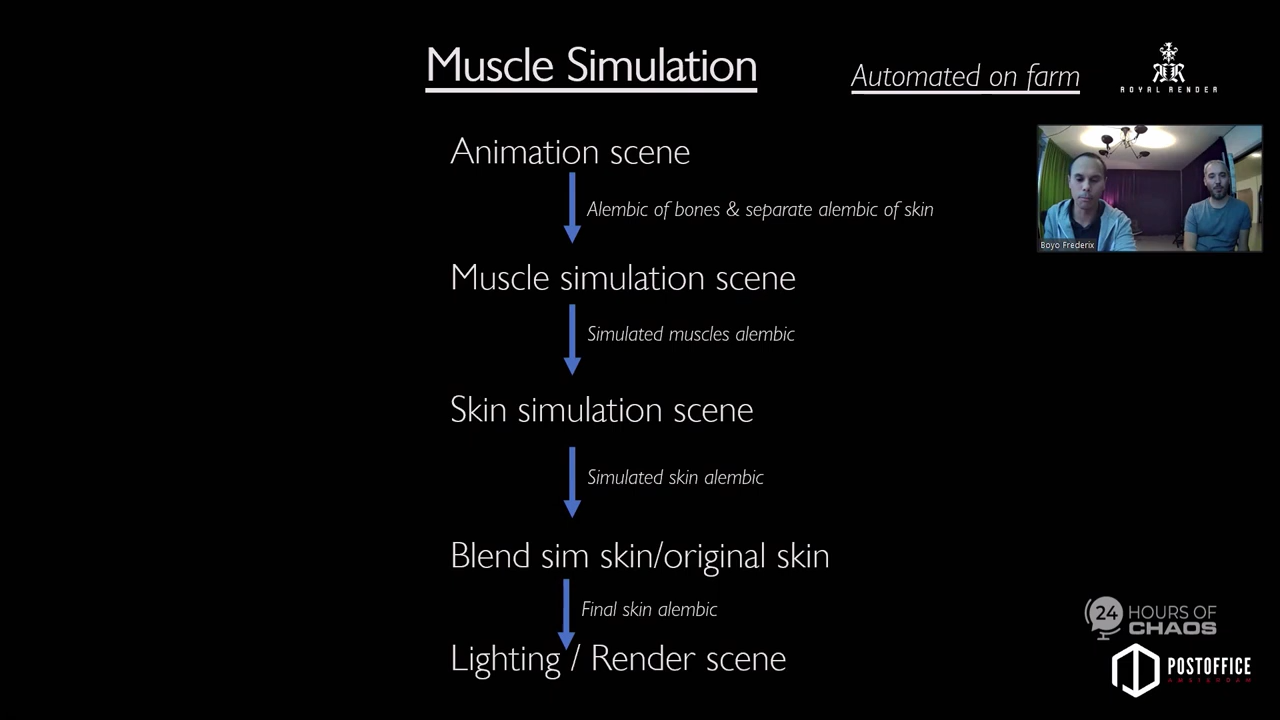 Muscle Simulation
Automated on farm
ROYAL RENDER
Animation scene
Alembic of bones & separate alembic of skin
Boyo Frederix
Muscle simulation scene
Simulated muscles alembic
Skin simulation scene
Simulated skin alembic
Blend sim skin/original skin
Final skin alembic
24 HOURS OF
CHAOS
Lighting / Render scene
POSTOFFICE
AMSTERDAM